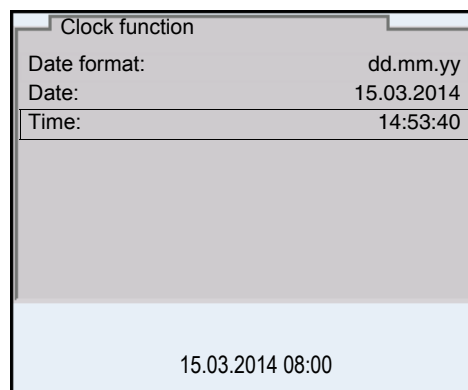 Clock function
Date format: dd.mm.yy
Date: 15.03.2014
Time: 14:53:40
15.03.2014 08:00